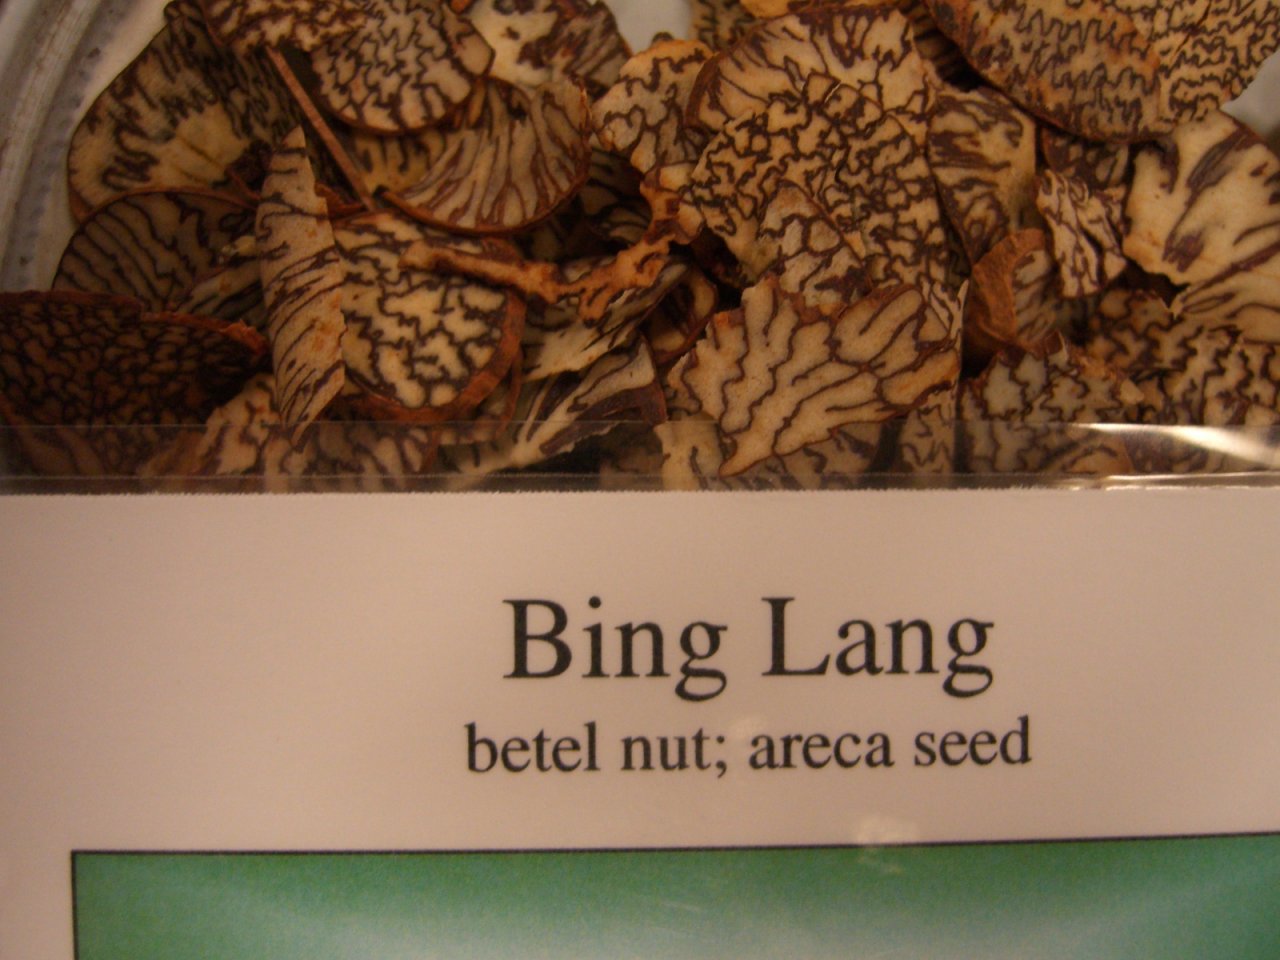 Bing Lang
betel nut; areca seed